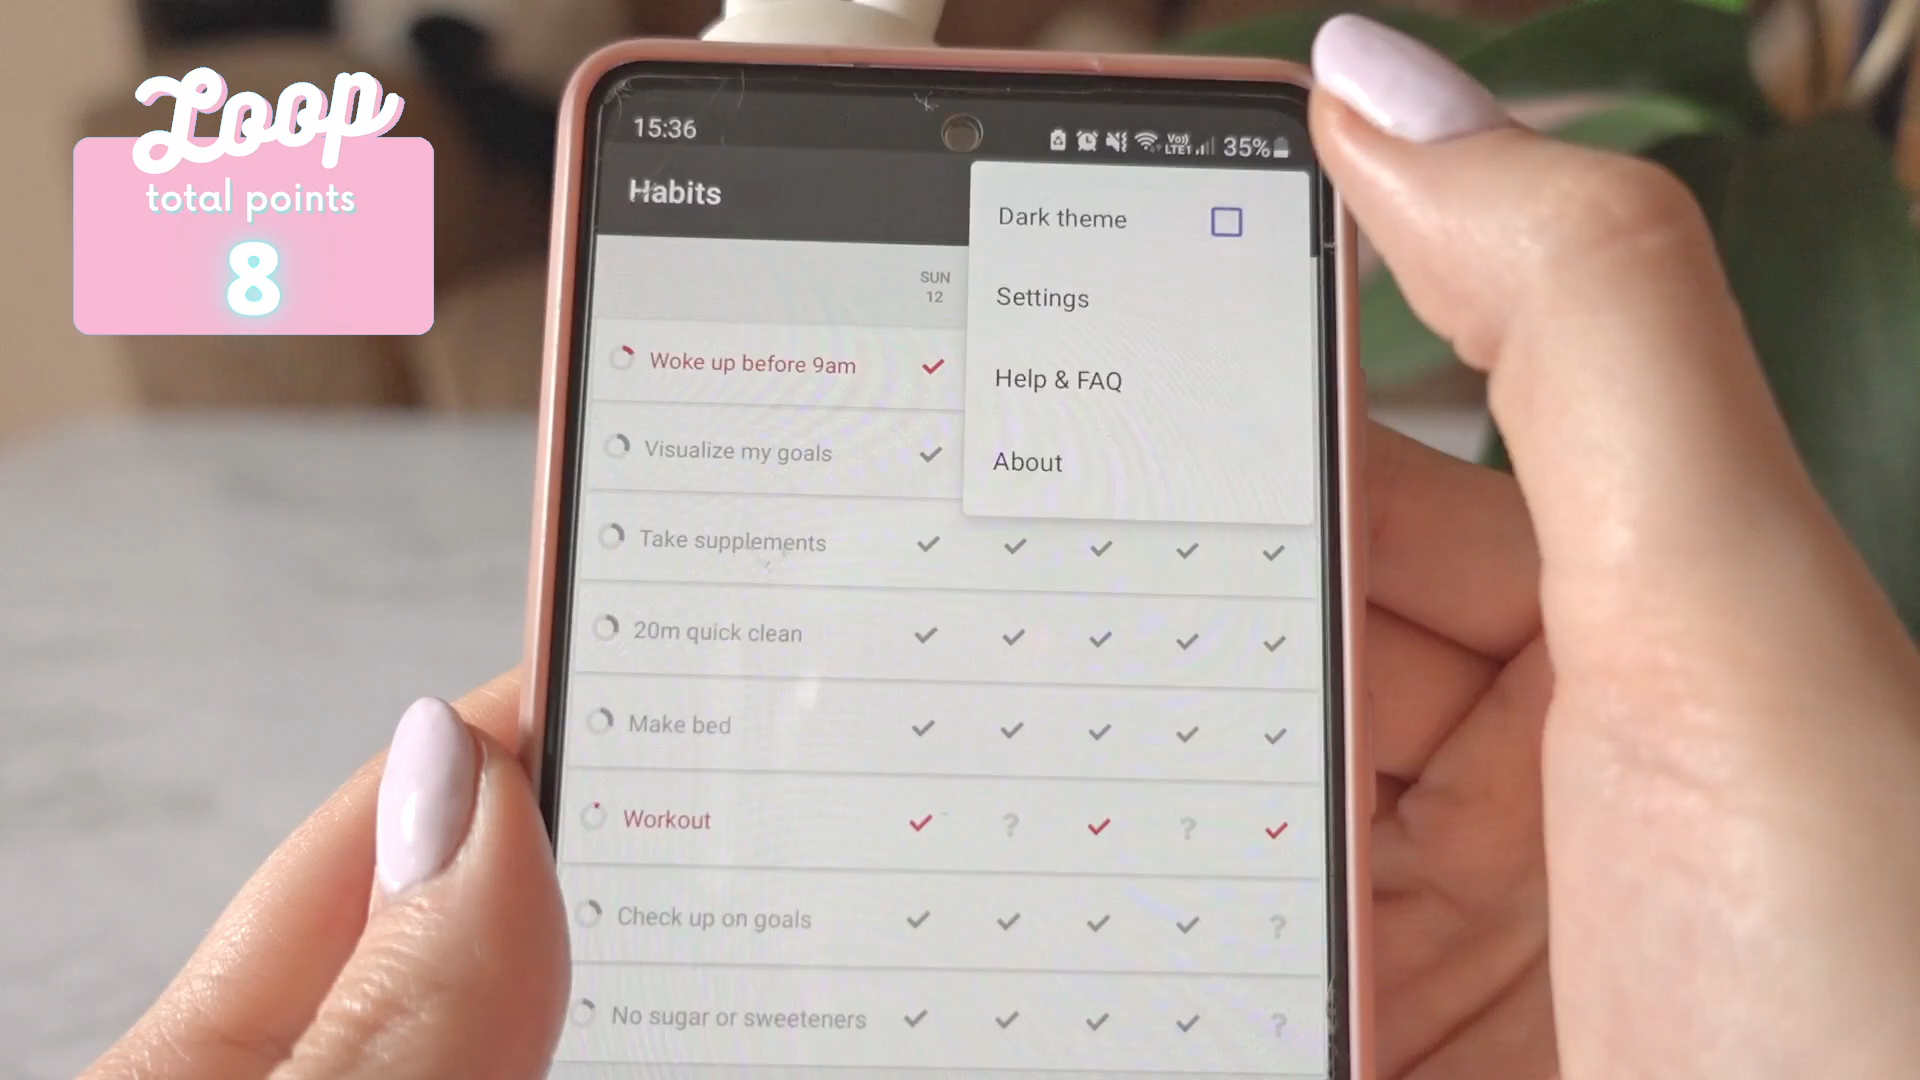 Loop
total points
8
15:36
Vo)) LTE1 35%
Habits
Dark theme
Settings
Help & FAQ
About
SUN
12
Woke up before 9am
Visualize my goals
Take supplements
20m quick clean
Make bed
Workout ? ?
Check up on goals ?
No sugar or sweeteners ?